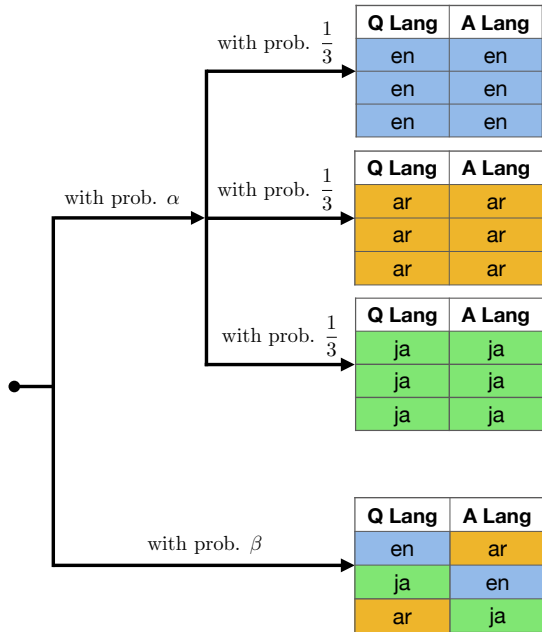 with prob. 1/3
Q Lang A Lang
en en
en en
en en
with prob. α
with prob. 1/3
Q Lang A Lang
ar ar
ar ar
ar ar
with prob. 1/3
Q Lang A Lang
ja ja
ja ja
ja ja
with prob. β
Q Lang A Lang
en ar
ja en
ar ja